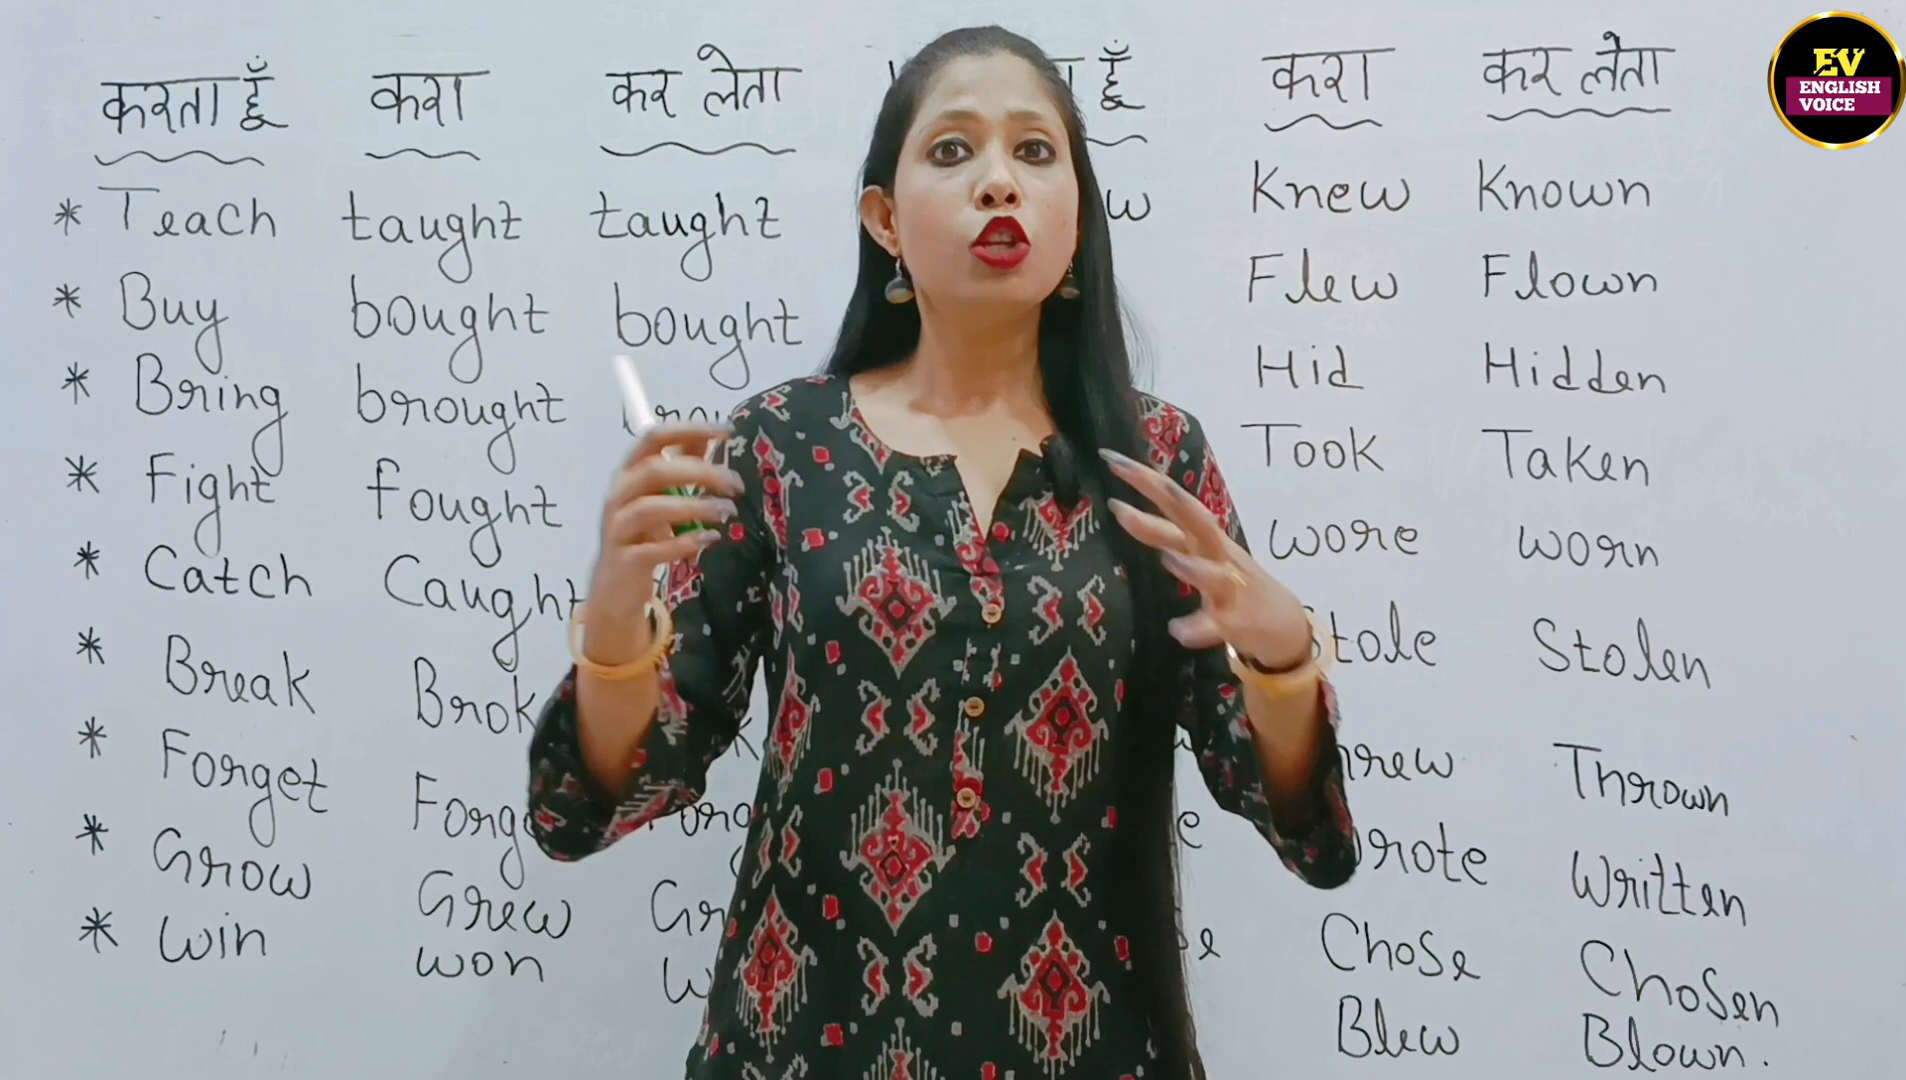 करता हूँ करा कर लेता हूँ करा कर लेता
EV
ENGLISH
VOICE
* Teach taught taught Knew Known
* Buy bought bought Flew Flown
* Bring brought Hid Hidden
* Fight fought Took Taken
* Catch Caught wore worn
* Break Stole Stolen
* Forget Thrown
* Grow Grew Written
* Win won Chose Chosen
Blew Blown.